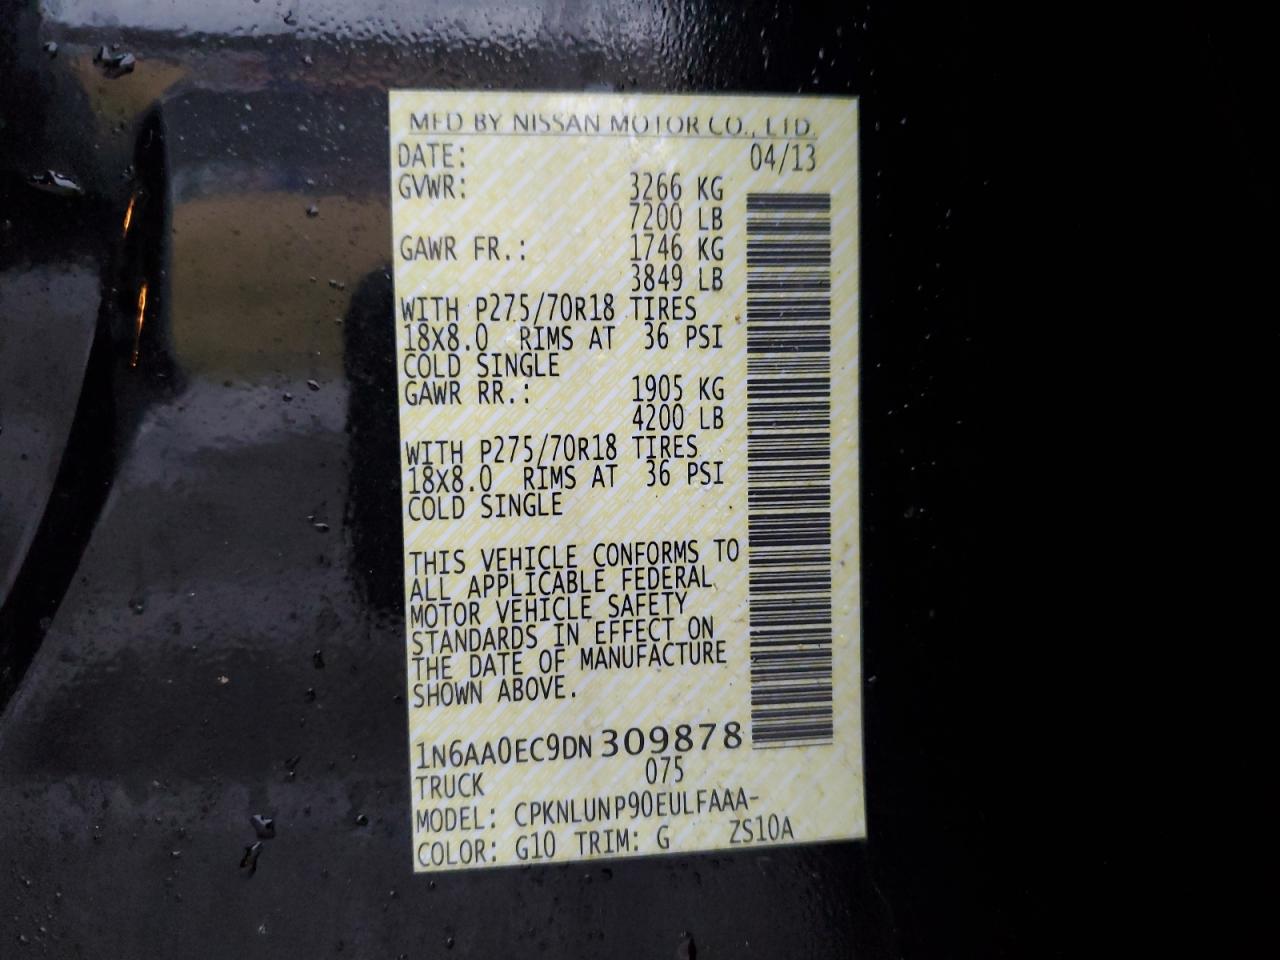 MFD BY NISSAN MOTOR CO., LTD.
DATE: 04/13
GVWR: 3266 KG
7200 LB
GAWR FR.: 1746 KG
3849 LB
WITH P275/70R18 TIRES
18X8.0 RIMS AT 36 PSI
COLD SINGLE
GAWR RR.: 1905 KG
4200 LB
WITH P275/70R18 TIRES
18X8.0 RIMS AT 36 PSI
COLD SINGLE
THIS VEHICLE CONFORMS TO
ALL APPLICABLE FEDERAL
MOTOR VEHICLE SAFETY
STANDARDS IN EFFECT ON
THE DATE OF MANUFACTURE
SHOWN ABOVE.
1N6AA0EC9DN309878
TRUCK 075
MODEL: CPKNLUNP90EULFAAA-
COLOR: G10 TRIM: G ZS10A